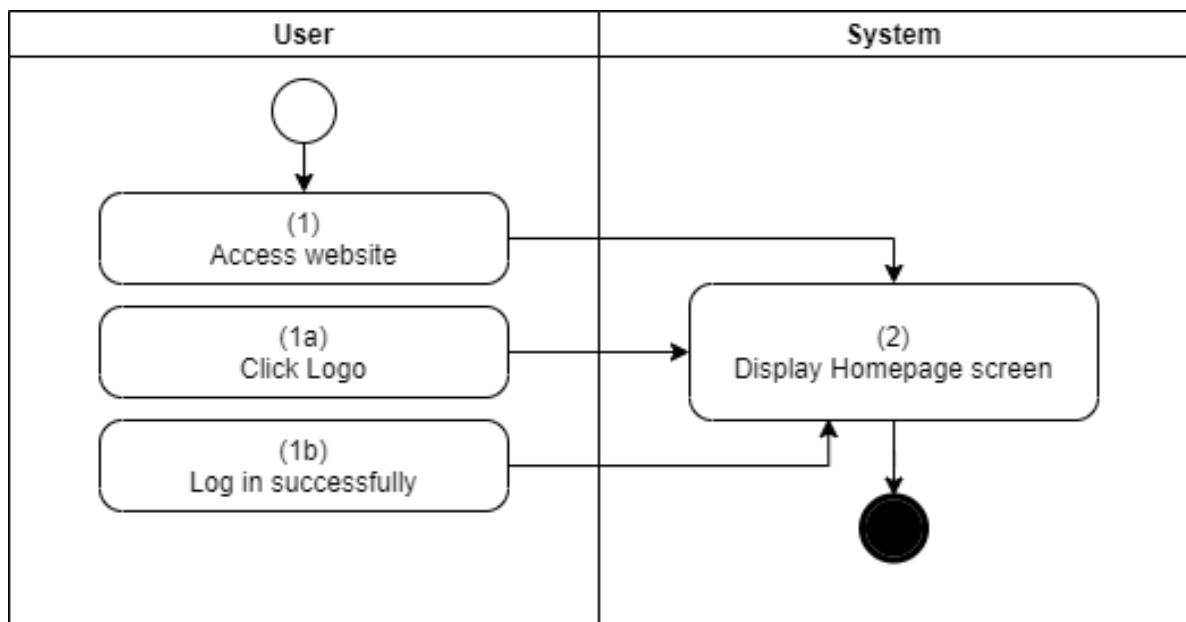 User
System
(1)
Access website
(1a)
Click Logo
(1b)
Log in successfully
(2)
Display Homepage screen